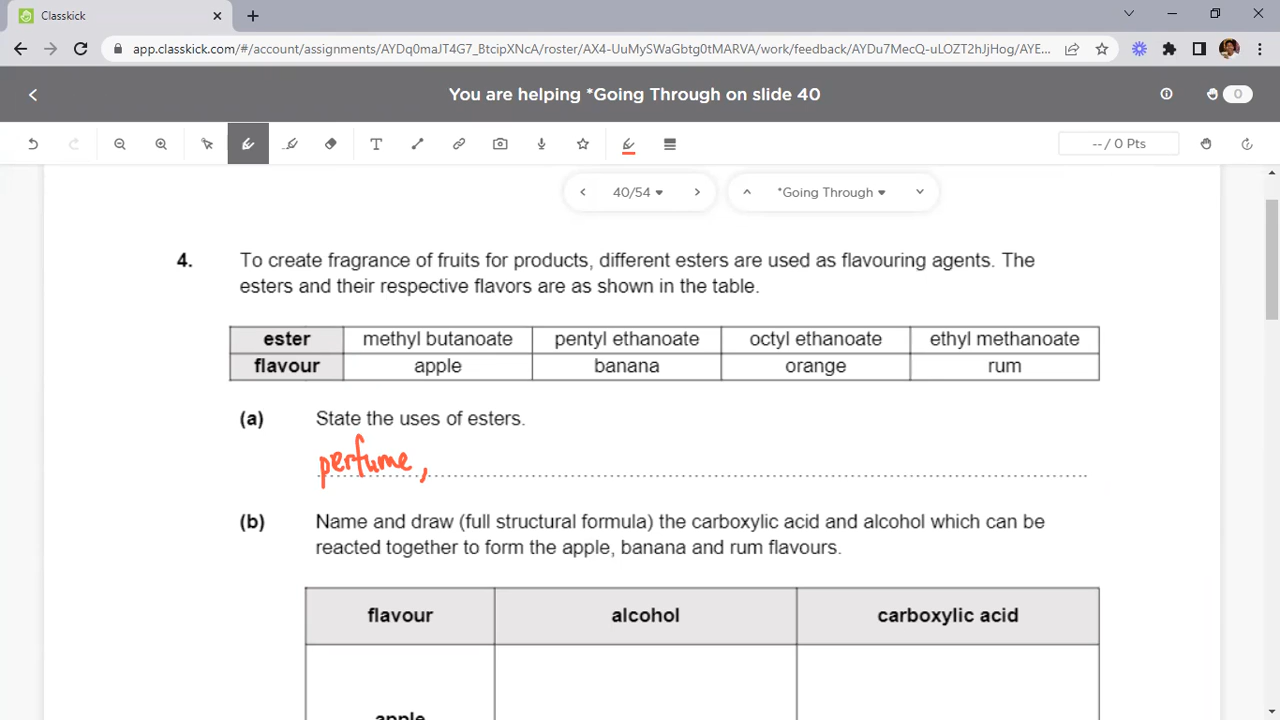 Classkick
app.classkick.com/#/account/assignments/AYDq0maJT4G7_BtcipXNcA/roster/AX4-UuMySWaGbtg0tMARVA/work/feedback/AYDu7MecQ-uLOZT2hJjHog/AYE...
You are helping *Going Through on slide 40
0
T
-- / 0 Pts
40/54
*Going Through
4. To create fragrance of fruits for products, different esters are used as flavouring agents. The
esters and their respective flavors are as shown in the table.
ester methyl butanoate pentyl ethanoate octyl ethanoate ethyl methanoate
flavour apple banana orange rum
(a) State the uses of esters.
perfume,
(b) Name and draw (full structural formula) the carboxylic acid and alcohol which can be
reacted together to form the apple, banana and rum flavours.
flavour alcohol carboxylic acid
apple